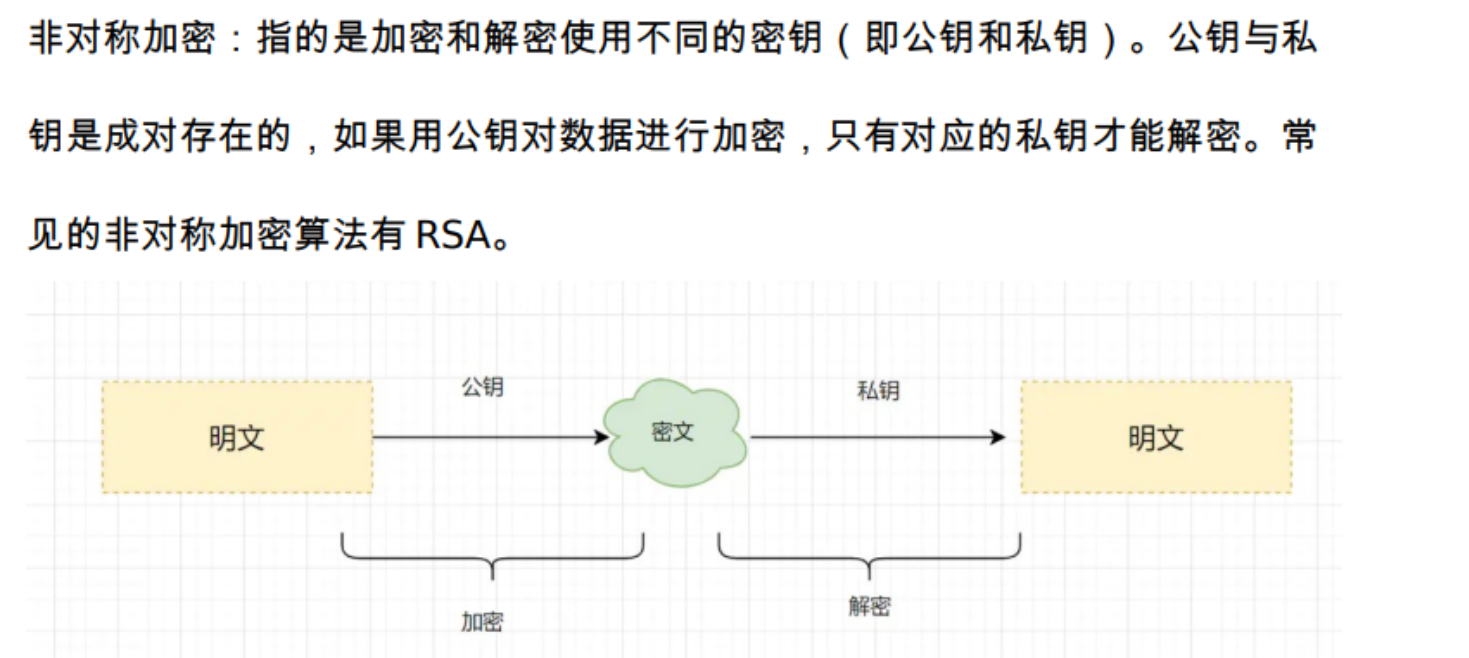 非对称加密：指的是加密和解密使用不同的密钥（即公钥和私钥）。公钥与私
钥是成对存在的，如果用公钥对数据进行加密，只有对应的私钥才能解密。常
见的非对称加密算法有 RSA。
公钥
私钥
明文
密文
明文
加密
解密